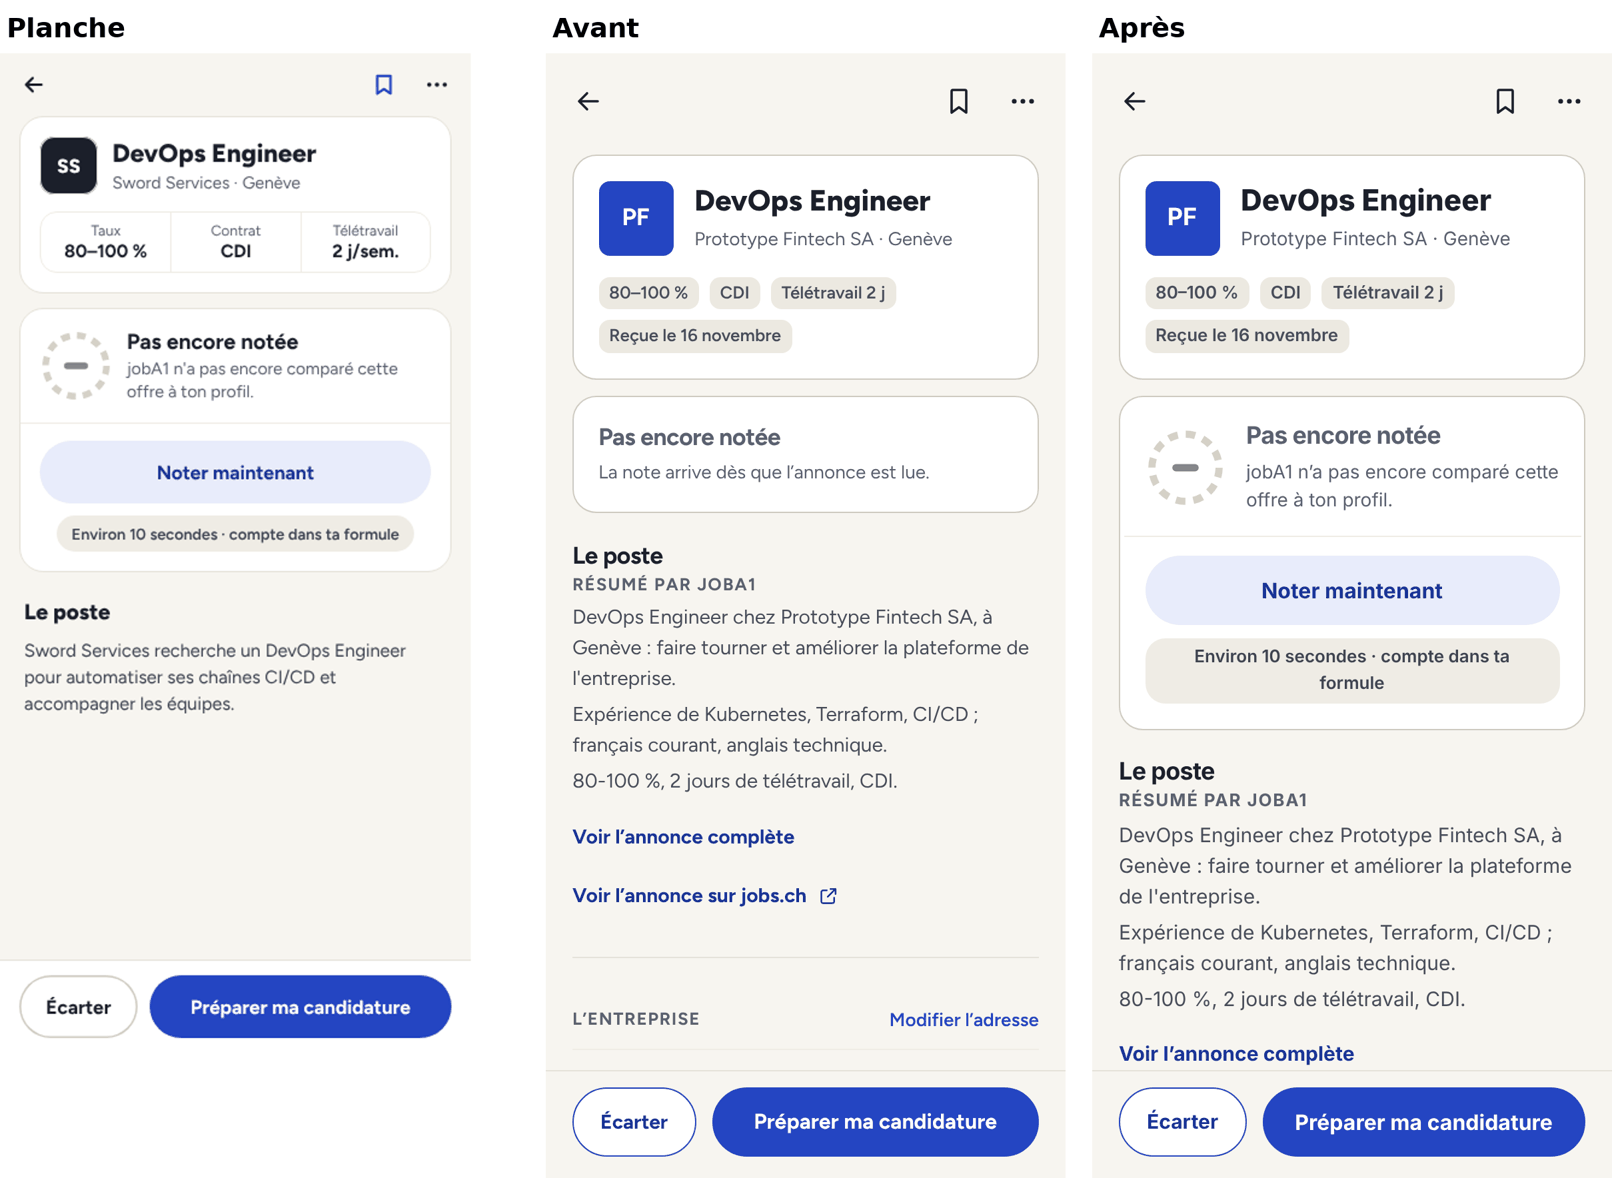 Planche
SS
DevOps Engineer
Sword Services · Genève
Taux
80–100 %
Contrat
CDI
Télétravail
2 j/sem.
Pas encore notée
jobA1 n'a pas encore comparé cette
offre à ton profil.
Noter maintenant
Environ 10 secondes · compte dans ta formule
Le poste
Sword Services recherche un DevOps Engineer
pour automatiser ses chaînes CI/CD et
accompagner les équipes.
Écarter
Préparer ma candidature
Avant
PF
DevOps Engineer
Prototype Fintech SA · Genève
80–100 %
CDI
Télétravail 2 j
Reçue le 16 novembre
Pas encore notée
La note arrive dès que l’annonce est lue.
Le poste
RÉSUMÉ PAR JOBA1
DevOps Engineer chez Prototype Fintech SA, à
Genève : faire tourner et améliorer la plateforme de
l'entreprise.
Expérience de Kubernetes, Terraform, CI/CD ;
français courant, anglais technique.
80-100 %, 2 jours de télétravail, CDI.
Voir l’annonce complète
Voir l’annonce sur jobs.ch
L’ENTREPRISE
Modifier l’adresse
Écarter
Préparer ma candidature
Après
PF
DevOps Engineer
Prototype Fintech SA · Genève
80–100 %
CDI
Télétravail 2 j
Reçue le 16 novembre
Pas encore notée
jobA1 n’a pas encore comparé cette
offre à ton profil.
Noter maintenant
Environ 10 secondes · compte dans ta
formule
Le poste
RÉSUMÉ PAR JOBA1
DevOps Engineer chez Prototype Fintech SA, à
Genève : faire tourner et améliorer la plateforme
de l'entreprise.
Expérience de Kubernetes, Terraform, CI/CD ;
français courant, anglais technique.
80-100 %, 2 jours de télétravail, CDI.
Voir l’annonce complète
Écarter
Préparer ma candidature